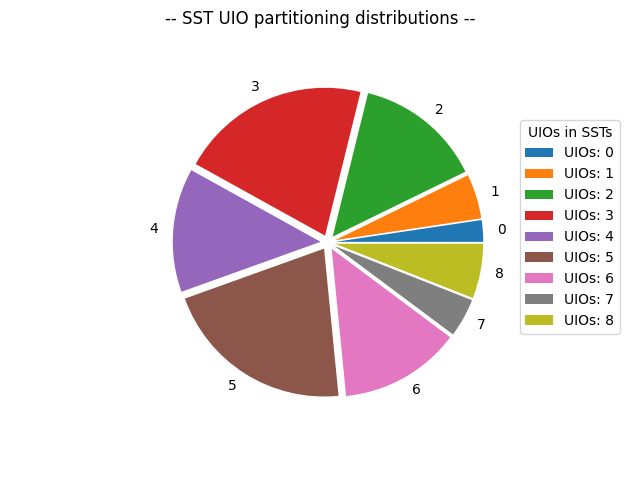 -- SST UIO partitioning distributions --
3
2
1
0
4
8
7
5
6
UIOs in SSTs
UIOs: 0
UIOs: 1
UIOs: 2
UIOs: 3
UIOs: 4
UIOs: 5
UIOs: 6
UIOs: 7
UIOs: 8